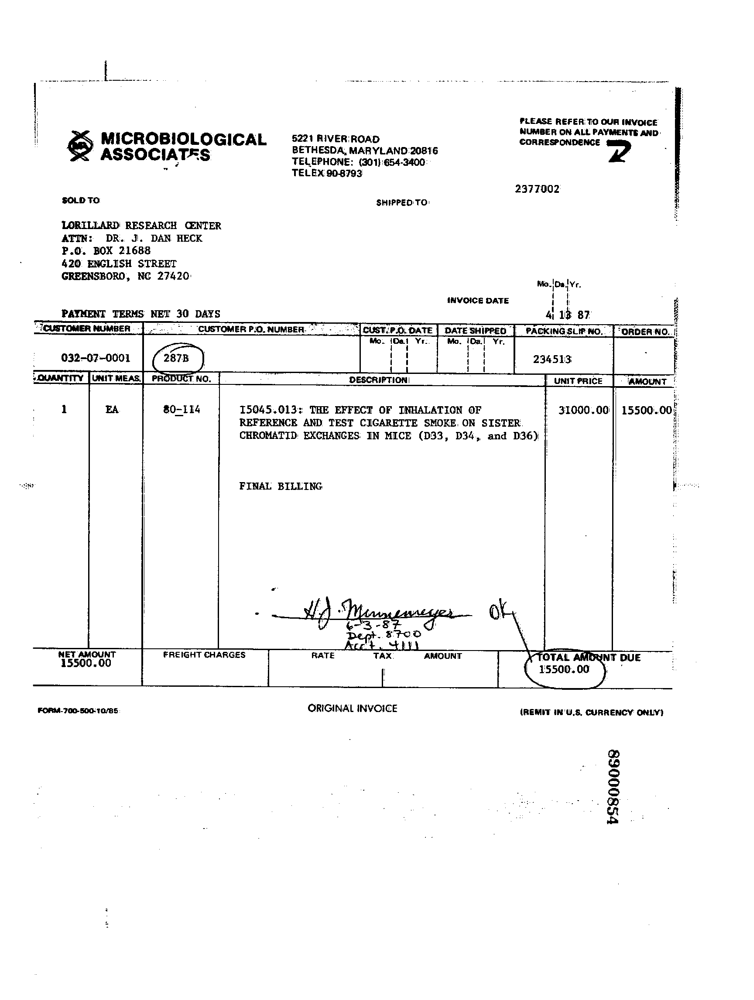 MICROBIOLOGICAL
ASSOCIATES
5221 RIVER ROAD
BETHESDA, MARYLAND 20816
TELEPHONE: (301) 654-3400
TELEX 90-8793
PLEASE REFER TO OUR INVOICE
NUMBER ON ALL PAYMENTS AND
CORRESPONDENCE
2377002
SOLD TO
SHIPPED TO
LORILLARD RESEARCH CENTER
ATTN: DR. J. DAN HECK
P.O. BOX 21688
420 ENGLISH STREET
GREENSBORO, NC 27420
Mo. Da. Yr.
INVOICE DATE
4 13 87
PAYMENT TERMS NET 30 DAYS
CUSTOMER NUMBER CUSTOMER P.O. NUMBER CUST. P.O. DATE DATE SHIPPED PACKING SLIP NO. ORDER NO.
Mo. Da. Yr. Mo. Da. Yr.
032-07-0001 287B 234513
QUANTITY UNIT MEAS. PRODUCT NO. DESCRIPTION UNIT PRICE AMOUNT
1 EA 80-114 I5045.013: THE EFFECT OF INHALATION OF 31000.00 15500.00
REFERENCE AND TEST CIGARETTE SMOKE ON SISTER
CHROMATID EXCHANGES IN MICE (D33, D34, and D36)
FINAL BILLING
H J. Minnemeyer OK
6-3-87
Dept. 8700
Acc't. 4111
NET AMOUNT FREIGHT CHARGES RATE TAX AMOUNT TOTAL AMOUNT DUE
15500.00 15500.00
FORM-700-500-10/85 ORIGINAL INVOICE (REMIT IN U.S. CURRENCY ONLY)
89000854